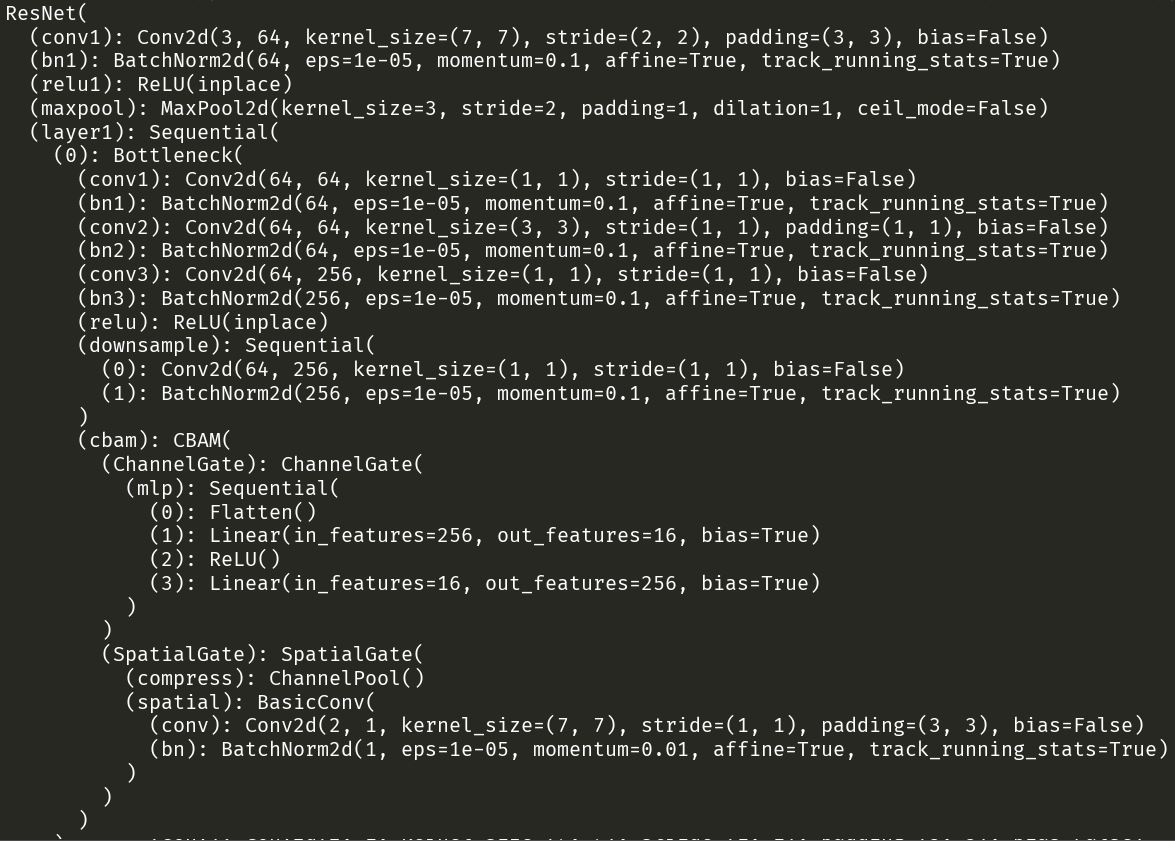 ResNet(
  (conv1): Conv2d(3, 64, kernel_size=(7, 7), stride=(2, 2), padding=(3, 3), bias=False)
  (bn1): BatchNorm2d(64, eps=1e-05, momentum=0.1, affine=True, track_running_stats=True)
  (relu1): ReLU(inplace)
  (maxpool): MaxPool2d(kernel_size=3, stride=2, padding=1, dilation=1, ceil_mode=False)
  (layer1): Sequential(
    (0): Bottleneck(
      (conv1): Conv2d(64, 64, kernel_size=(1, 1), stride=(1, 1), bias=False)
      (bn1): BatchNorm2d(64, eps=1e-05, momentum=0.1, affine=True, track_running_stats=True)
      (conv2): Conv2d(64, 64, kernel_size=(3, 3), stride=(1, 1), padding=(1, 1), bias=False)
      (bn2): BatchNorm2d(64, eps=1e-05, momentum=0.1, affine=True, track_running_stats=True)
      (conv3): Conv2d(64, 256, kernel_size=(1, 1), stride=(1, 1), bias=False)
      (bn3): BatchNorm2d(256, eps=1e-05, momentum=0.1, affine=True, track_running_stats=True)
      (relu): ReLU(inplace)
      (downsample): Sequential(
        (0): Conv2d(64, 256, kernel_size=(1, 1), stride=(1, 1), bias=False)
        (1): BatchNorm2d(256, eps=1e-05, momentum=0.1, affine=True, track_running_stats=True)
      )
      (cbam): CBAM(
        (ChannelGate): ChannelGate(
          (mlp): Sequential(
            (0): Flatten()
            (1): Linear(in_features=256, out_features=16, bias=True)
            (2): ReLU()
            (3): Linear(in_features=16, out_features=256, bias=True)
          )
        )
        (SpatialGate): SpatialGate(
          (compress): ChannelPool()
          (spatial): BasicConv(
            (conv): Conv2d(2, 1, kernel_size=(7, 7), stride=(1, 1), padding=(3, 3), bias=False)
            (bn): BatchNorm2d(1, eps=1e-05, momentum=0.01, affine=True, track_running_stats=True)
          )
        )
      )